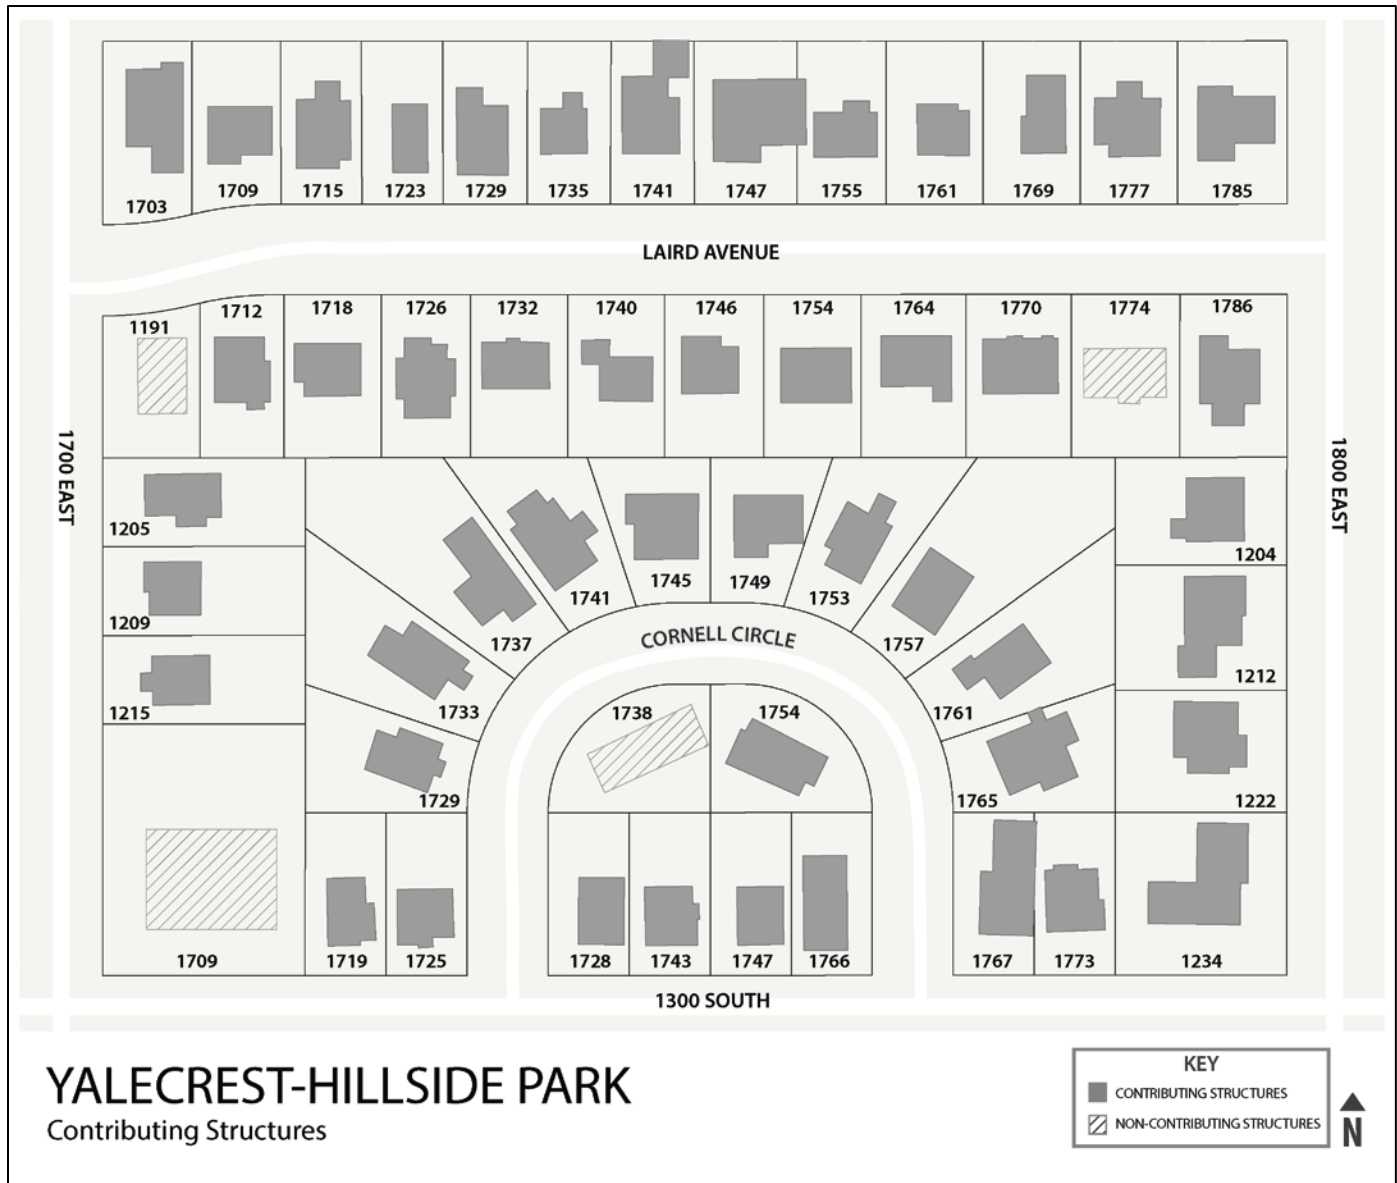 1703 1709 1715 1723 1729 1735 1741 1747 1755 1761 1769 1777 1785
LAIRD AVENUE
1191 1712 1718 1726 1732 1740 1746 1754 1764 1770 1774 1786
1700 EAST
1800 EAST
1205
1209
1215
1709
1204
1212
1222
1234
1729
1733
1737
1741
1745
1749
1753
1757
1761
1765
CORNELL CIRCLE
1738 1754
1719 1725
1728 1743 1747 1766
1767 1773
1300 SOUTH
YALECREST-HILLSIDE PARK
Contributing Structures
KEY
CONTRIBUTING STRUCTURES
NON-CONTRIBUTING STRUCTURES
N